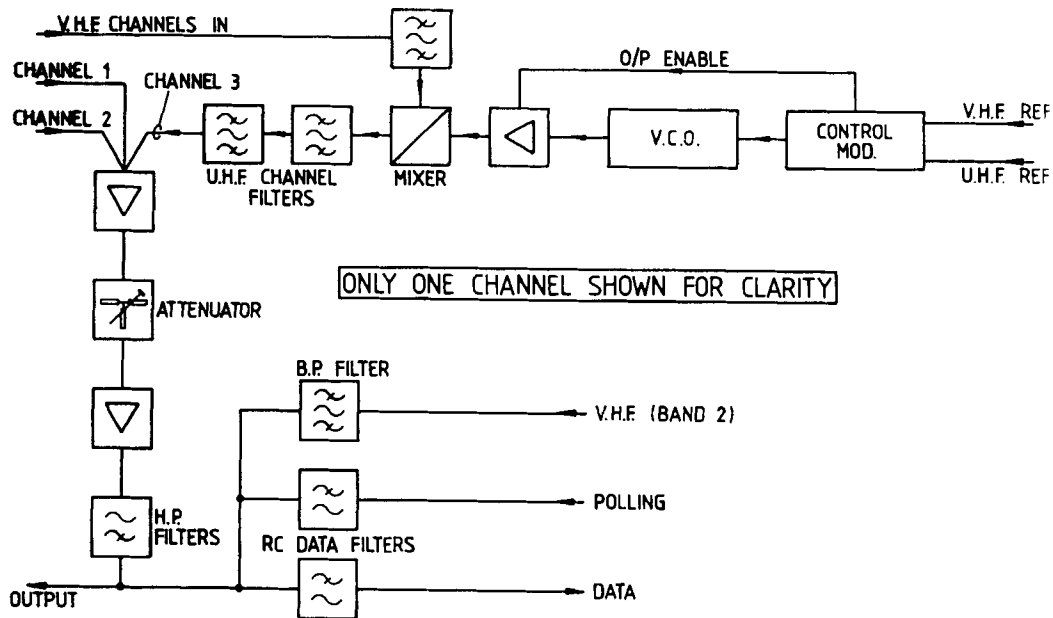 V.H.F. CHANNELS IN
O/P ENABLE
CHANNEL 1
CHANNEL 3
CHANNEL 2
V.H.F. REF
CONTROL
MOD.
V.C.O.
U.H.F. REF
U.H.F. CHANNEL
FILTERS
MIXER
ONLY ONE CHANNEL SHOWN FOR CLARITY
ATTENUATOR
B.P. FILTER
V.H.F. (BAND 2)
POLLING
H.P.
FILTERS
RC DATA FILTERS
OUTPUT
DATA